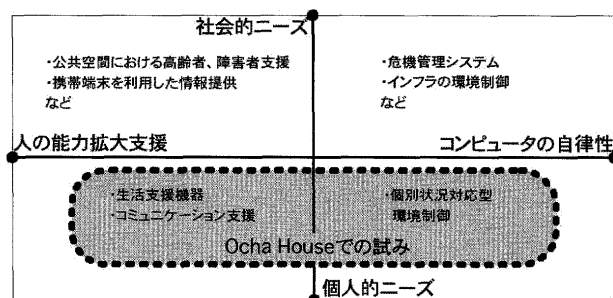 社会的ニーズ
・公共空間における高齢者、障害者支援
・携帯端末を利用した情報提供
など
・危機管理システム
・インフラの環境制御
など
人の能力拡大支援
コンピュータの自律性
・生活支援機器
・コミュニケーション支援
・個別状況対応型
環境制御
Ocha Houseでの試み
個人的ニーズ